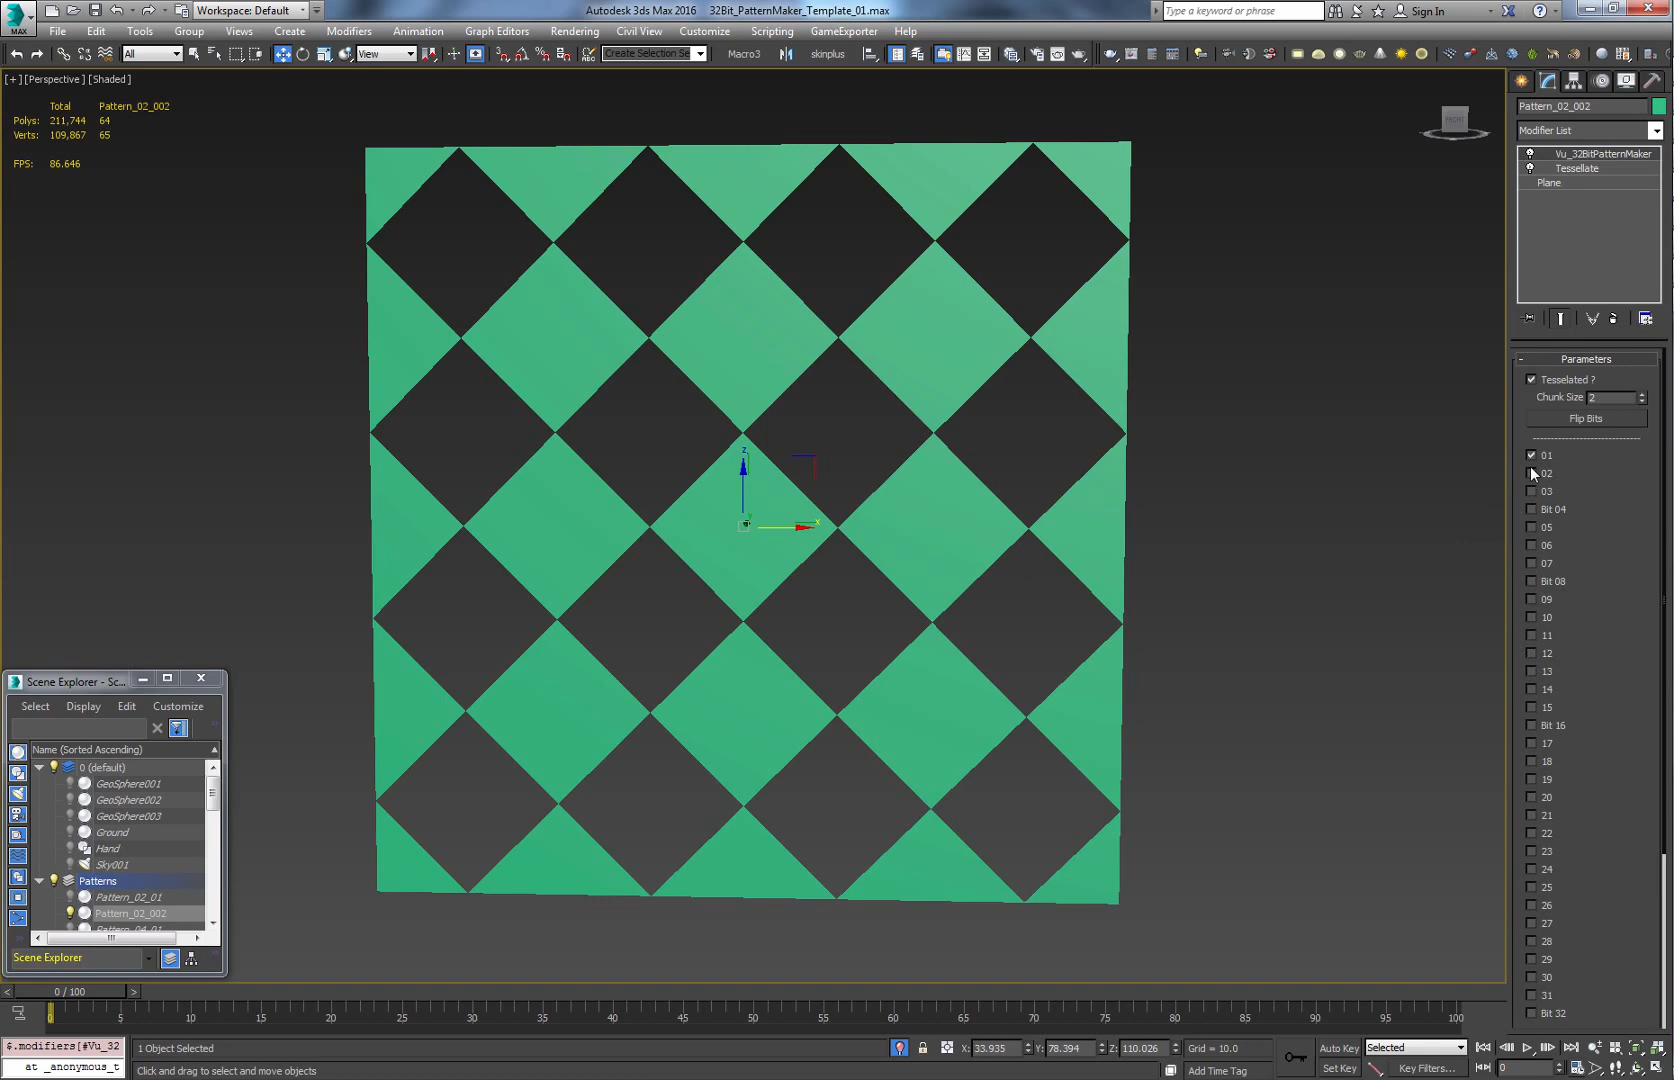 MAX
Workspace: Default
Autodesk 3ds Max 2016    32Bit_PatternMaker_Template_01.max
Type a keyword or phrase
Sign In
File Edit Tools Group Views Create Modifiers Animation Graph Editors Rendering Civil View Customize Scripting GameExporter Help
All
View
Create Selection Se
Macro3
skinplus
[+] [Perspective] [Shaded]
Total Pattern_02_002
Polys: 211,744 64
Verts: 109,867 65
FPS: 86.646
FRONT
z
y
x
Pattern_02_002
Modifier List
Vu_32BitPatternMaker
Tessellate
Plane
Parameters
Tesselated ?
Chunk Size 2
Flip Bits
01
02
03
Bit 04
05
06
07
Bit 08
09
10
11
12
13
14
15
Bit 16
17
18
19
20
21
22
23
24
25
26
27
28
29
30
31
Bit 32
Scene Explorer - Sc...
Select Display Edit Customize
Name (Sorted Ascending)
0 (default)
GeoSphere001
GeoSphere002
GeoSphere003
Ground
Hand
Sky001
Patterns
Pattern_02_01
Pattern_02_002
Pattern_04_01
Scene Explorer
0 / 100
0 5 10 15 20 25 30 35 40 45 50 55 60 65 70 75 80 85 90 95 100
$.modifiers[#Vu_32
at _anonymous_t
1 Object Selected
Click and drag to select and move objects
X: 33.935 Y: 78.394 Z: 110.026 Grid = 10.0
Add Time Tag
Auto Key Selected
Set Key Key Filters...
0